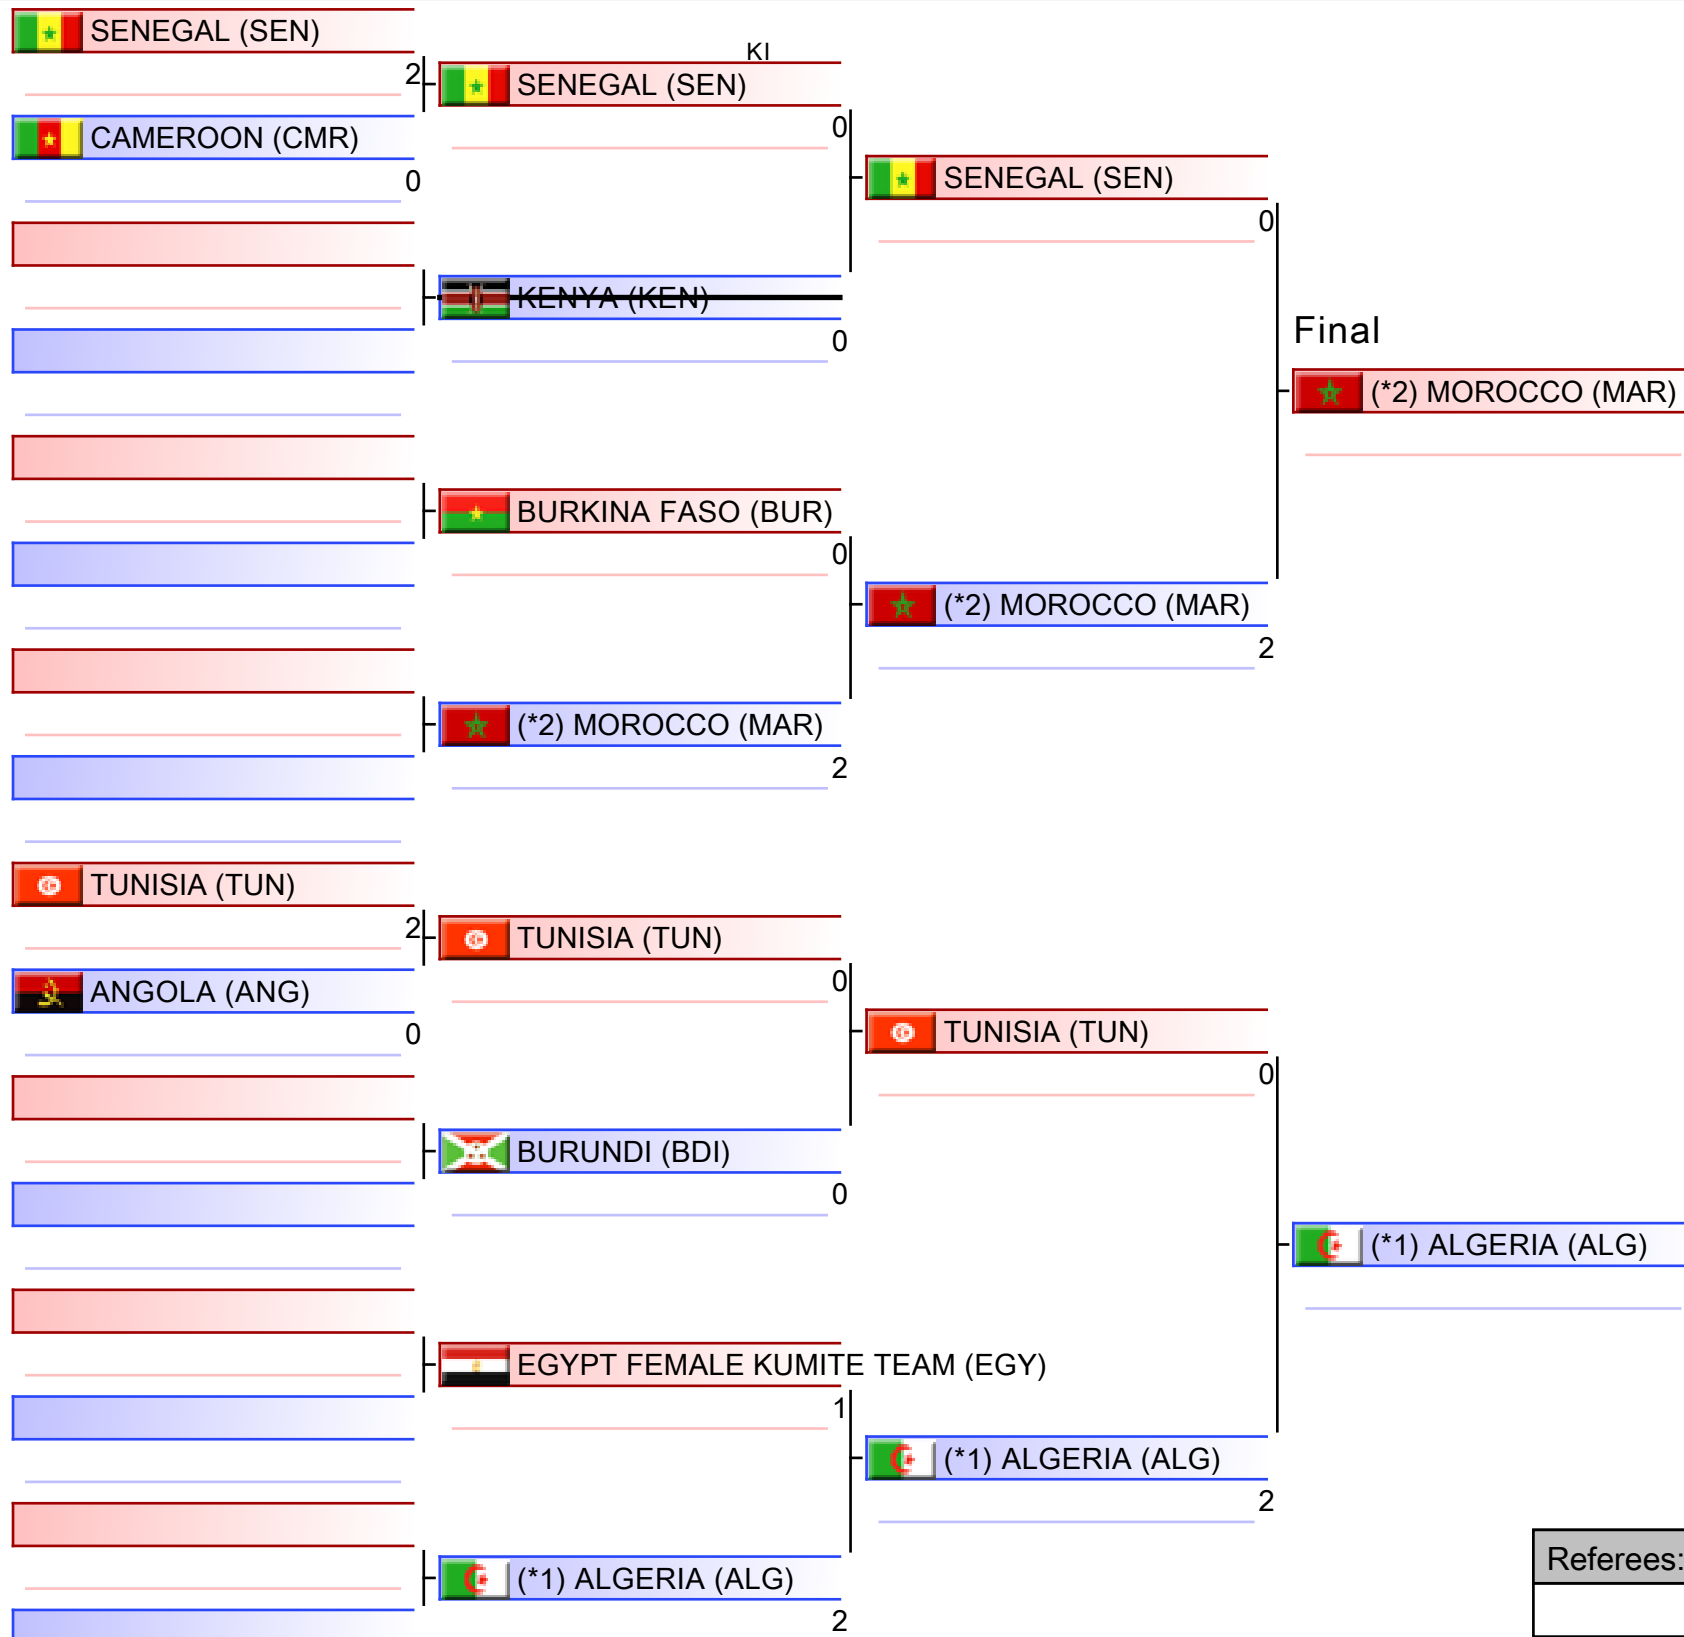 SENEGAL (SEN)
2
CAMEROON (CMR)
0
TUNISIA (TUN)
2
ANGOLA (ANG)
0
KI
SENEGAL (SEN)
0
KENYA (KEN)
0
BURKINA FASO (BUR)
0
(*2) MOROCCO (MAR)
2
TUNISIA (TUN)
0
BURUNDI (BDI)
0
EGYPT FEMALE KUMITE TEAM (EGY)
1
(*1) ALGERIA (ALG)
2
SENEGAL (SEN)
0
(*2) MOROCCO (MAR)
2
TUNISIA (TUN)
0
(*1) ALGERIA (ALG)
2
Final
(*2) MOROCCO (MAR)
(*1) ALGERIA (ALG)
Referees: